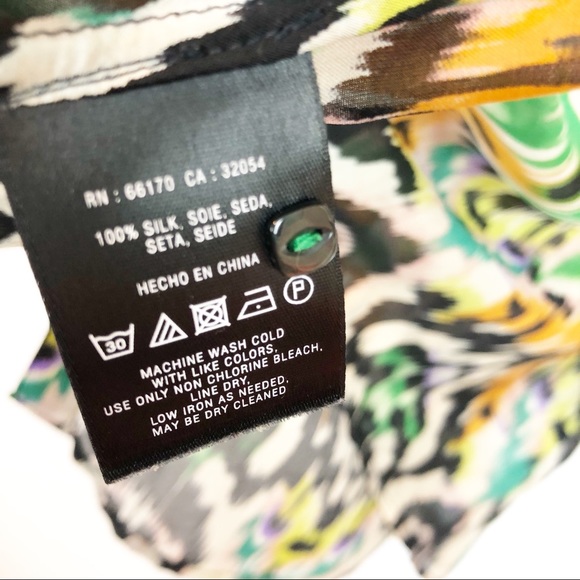 RN : 66170 CA : 32054
100% SILK, SOIE, SEDA,
SETA, SEIDE
HECHO EN CHINA
30 P
MACHINE WASH COLD
WITH LIKE COLORS,
USE ONLY NON CHLORINE BLEACH,
LINE DRY,
LOW IRON AS NEEDED,
MAY BE DRY CLEANED